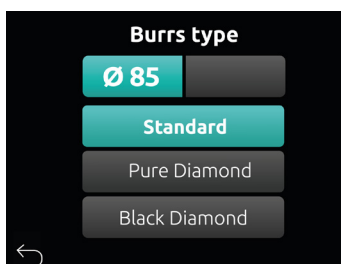 Burrs type
Ø 85
Standard
Pure Diamond
Black Diamond